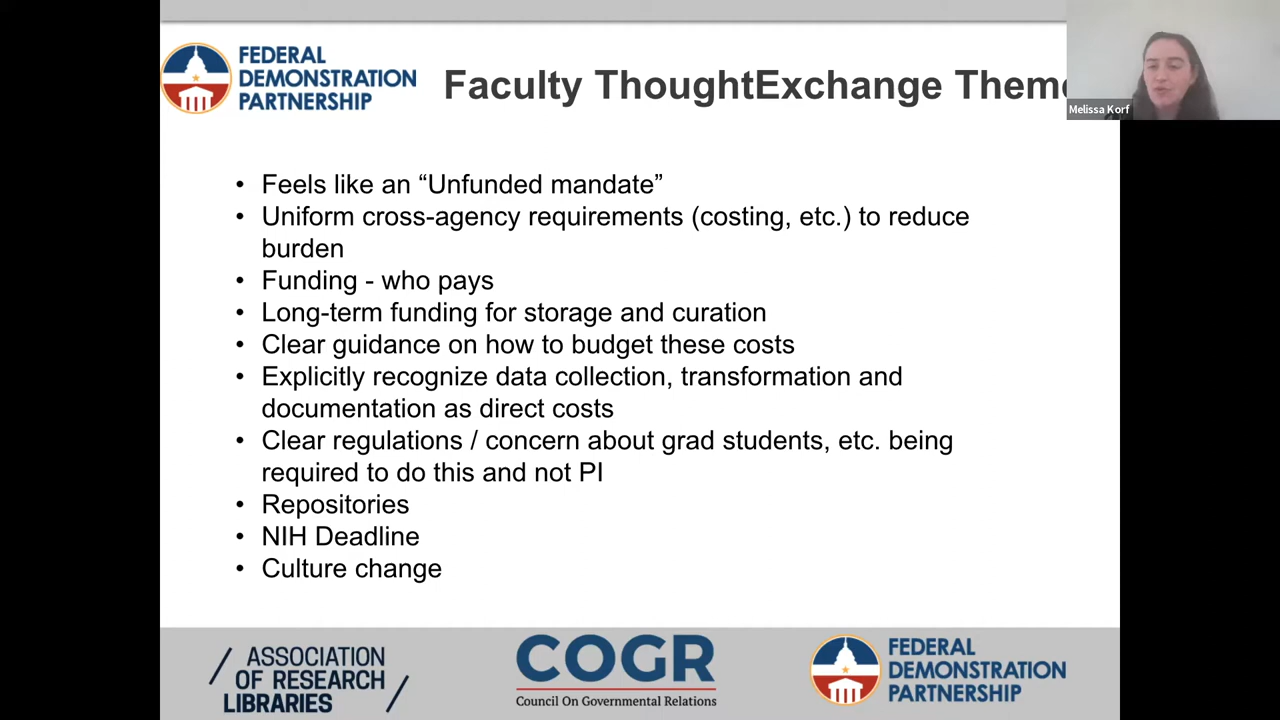 FEDERAL
DEMONSTRATION
PARTNERSHIP
Faculty ThoughtExchange Them
Melissa Korf
• Feels like an “Unfunded mandate”
• Uniform cross-agency requirements (costing, etc.) to reduce
burden
• Funding - who pays
• Long-term funding for storage and curation
• Clear guidance on how to budget these costs
• Explicitly recognize data collection, transformation and
documentation as direct costs
• Clear regulations / concern about grad students, etc. being
required to do this and not PI
• Repositories
• NIH Deadline
• Culture change
ASSOCIATION
OF RESEARCH
LIBRARIES
COGR
Council On Governmental Relations
FEDERAL
DEMONSTRATION
PARTNERSHIP